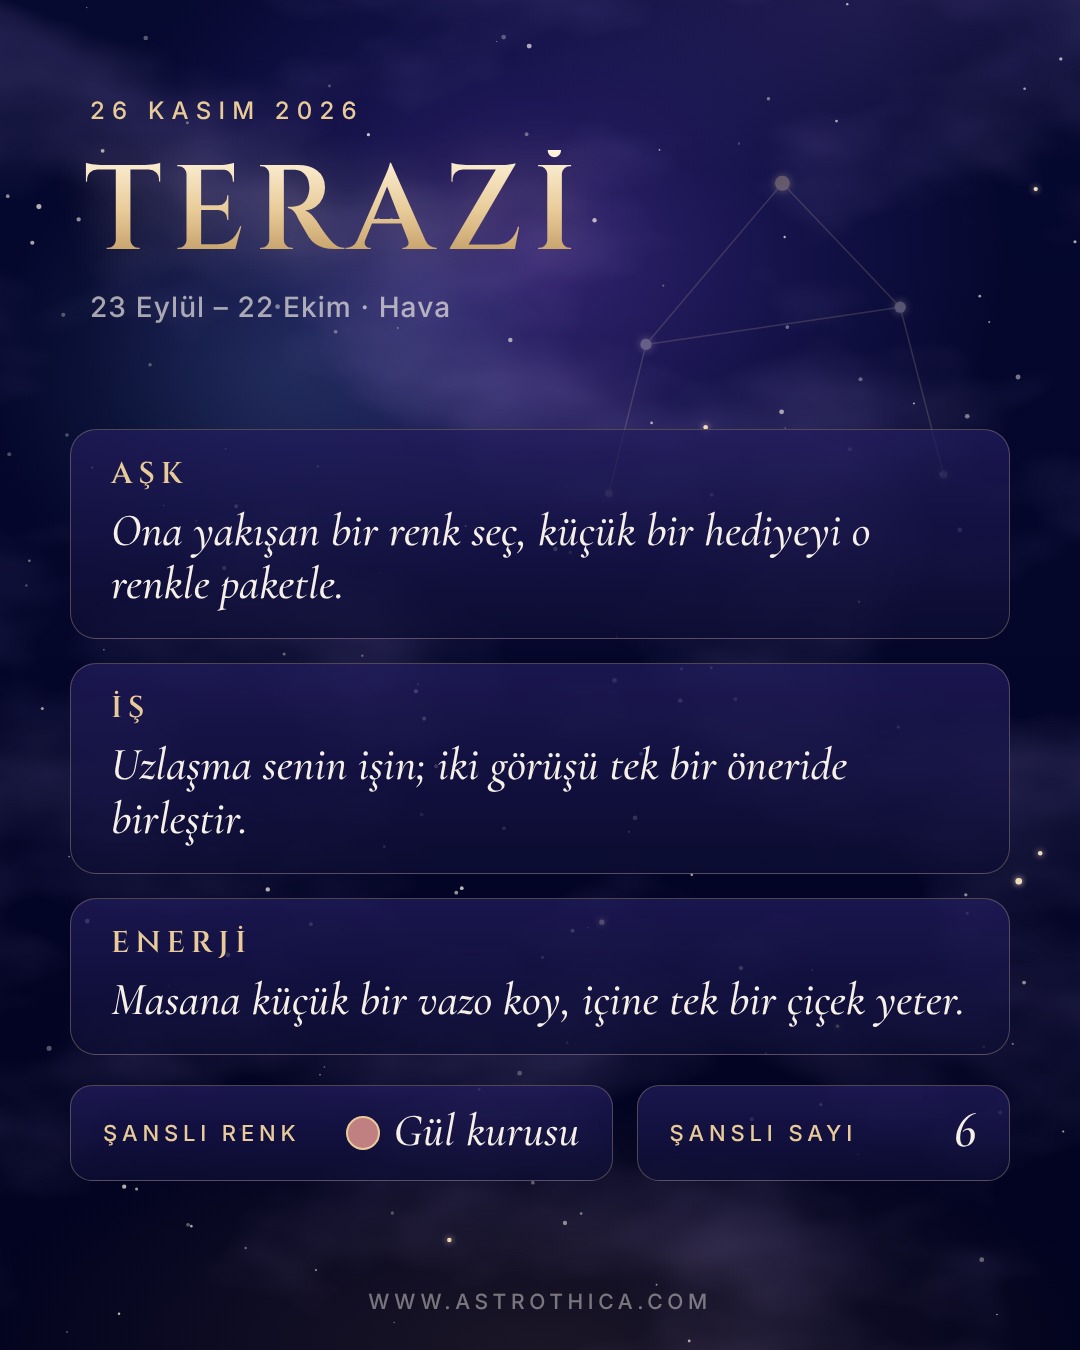 26 KASIM 2026
TERAZİ
23 Eylül – 22 Ekim · Hava
AŞK
Ona yakışan bir renk seç, küçük bir hediyeyi o
renkle paketle.
İŞ
Uzlaşma senin işin; iki görüşü tek bir öneride
birleştir.
ENERJİ
Masana küçük bir vazo koy, içine tek bir çiçek yeter.
ŞANSLI RENK
Gül kurusu
ŞANSLI SAYI
6
WWW.ASTROTHICA.COM